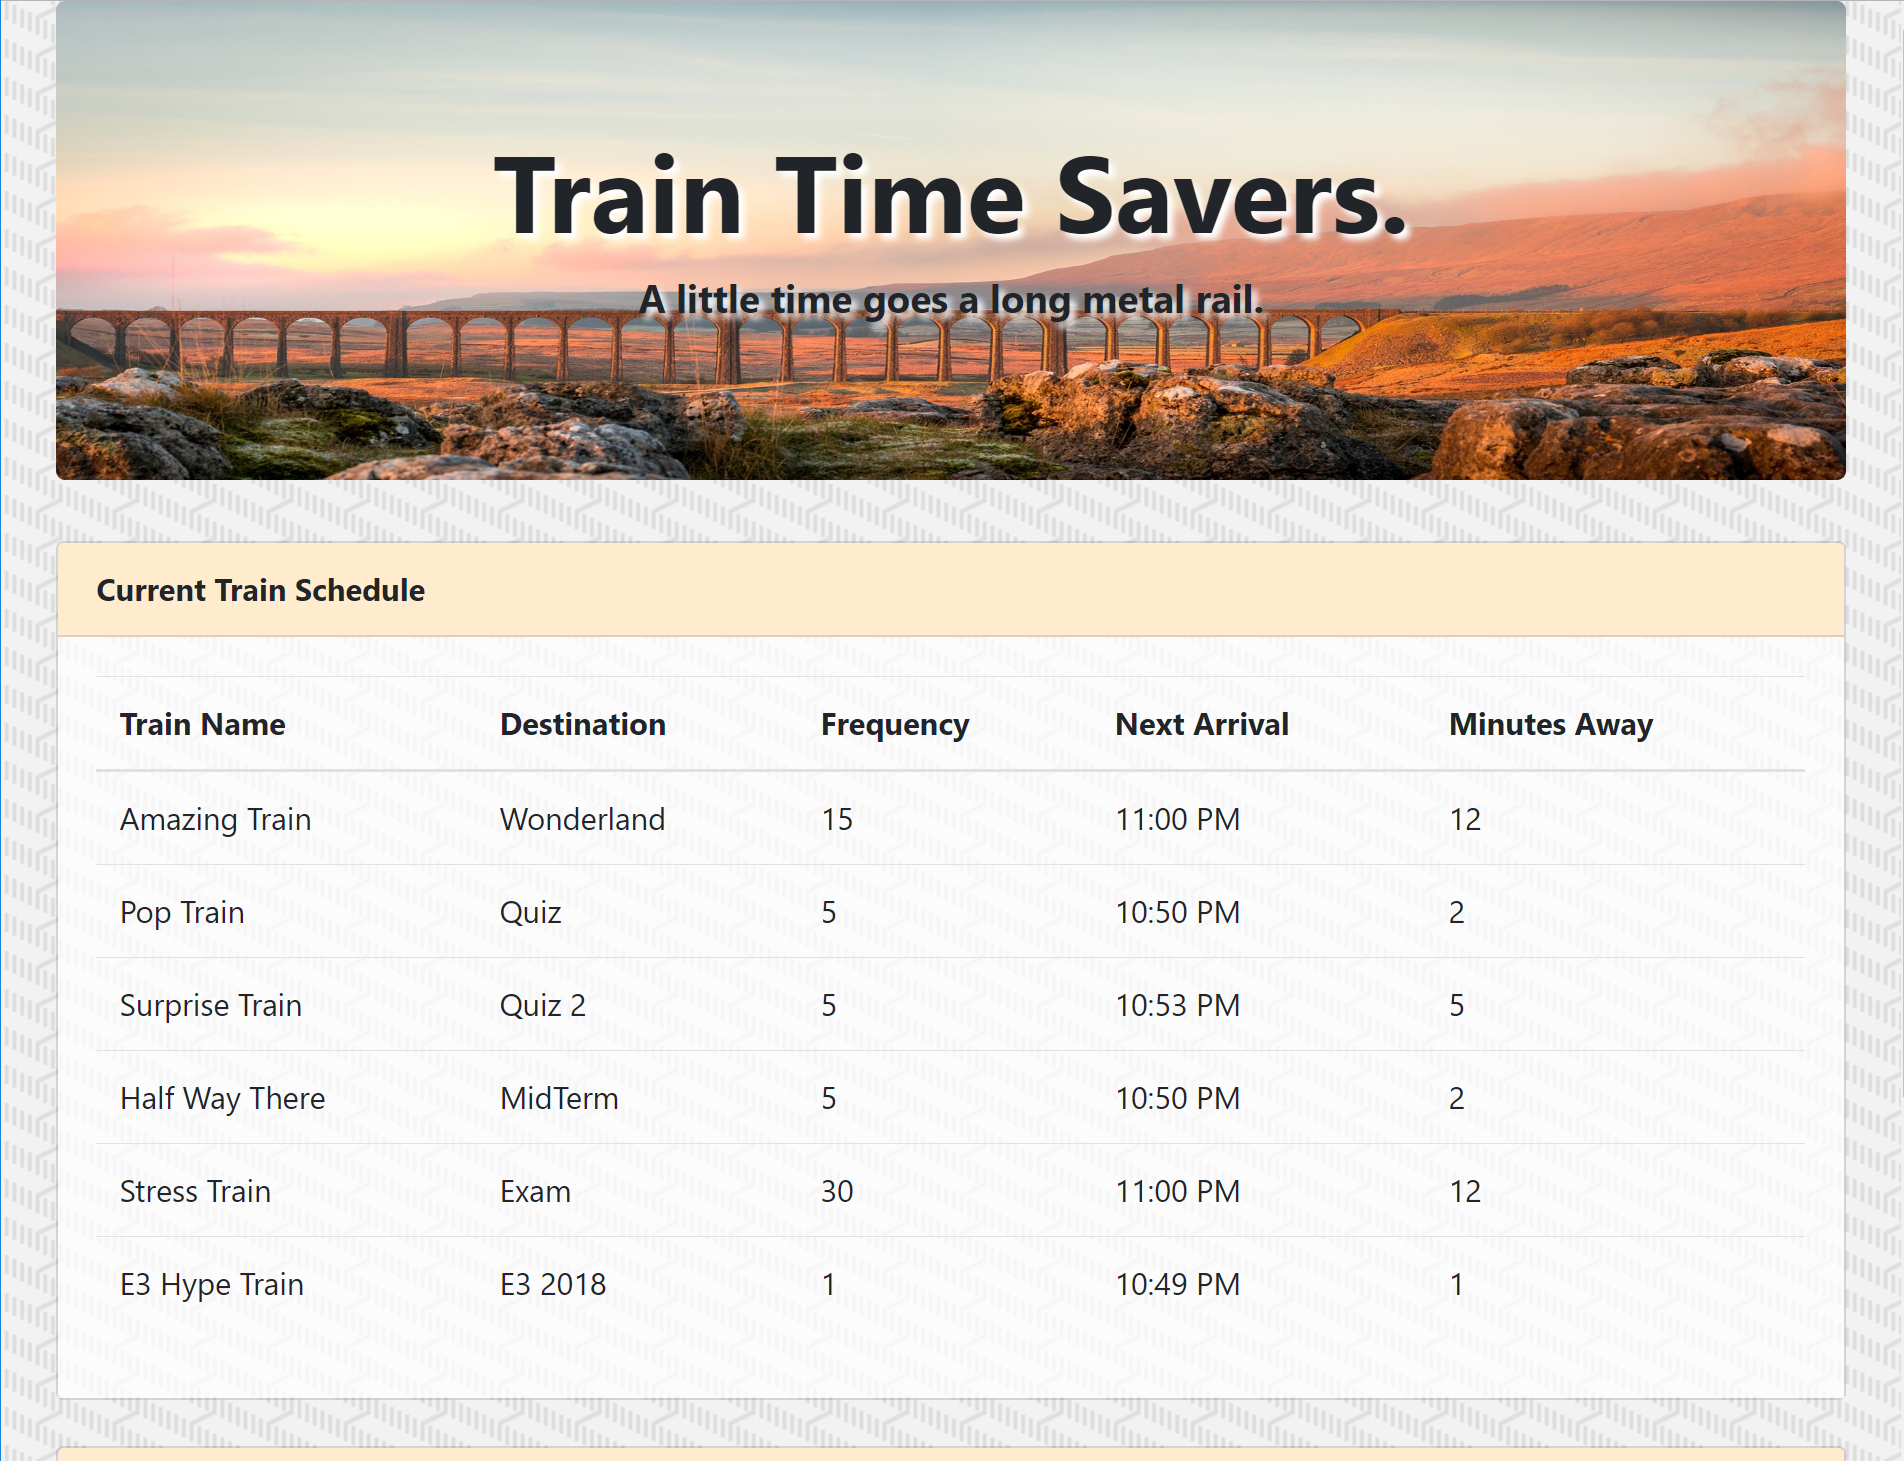 Train Time Savers.
A little time goes a long metal rail.
Current Train Schedule
Train Name Destination Frequency Next Arrival Minutes Away
Amazing Train Wonderland 15 11:00 PM 12
Pop Train Quiz 5 10:50 PM 2
Surprise Train Quiz 2 5 10:53 PM 5
Half Way There MidTerm 5 10:50 PM 2
Stress Train Exam 30 11:00 PM 12
E3 Hype Train E3 2018 1 10:49 PM 1